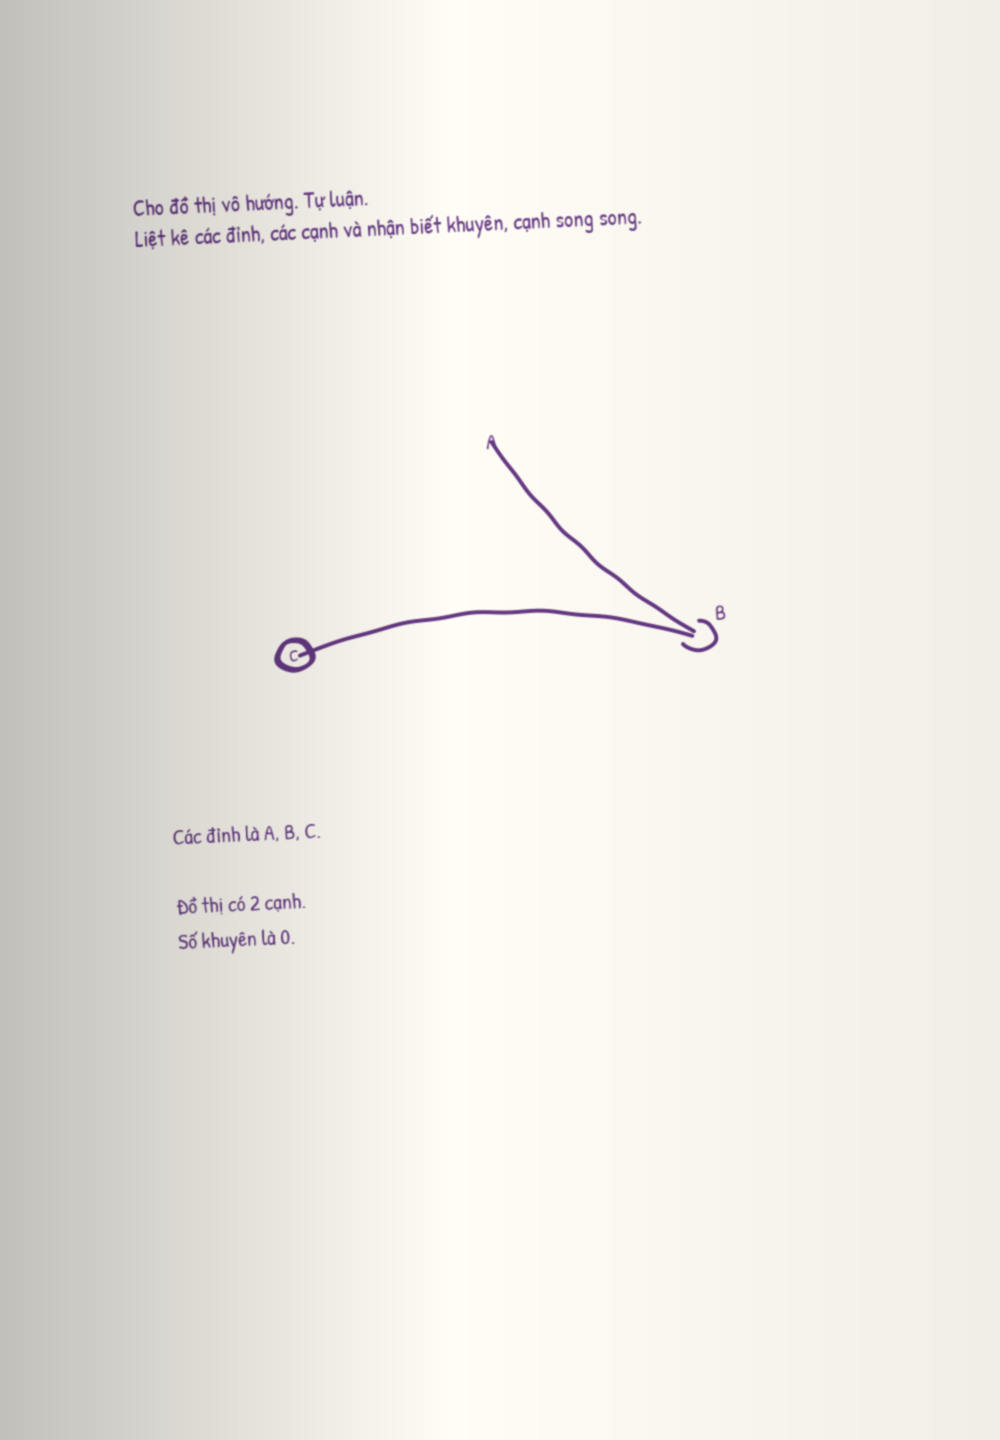 Cho đồ thị vô hướng. Tự luận.
Liệt kê các đỉnh, các cạnh và nhận biết khuyên, cạnh song song.
A
B
C
Các đỉnh là A, B, C.
Đồ thị có 2 cạnh.
Số khuyên là 0.